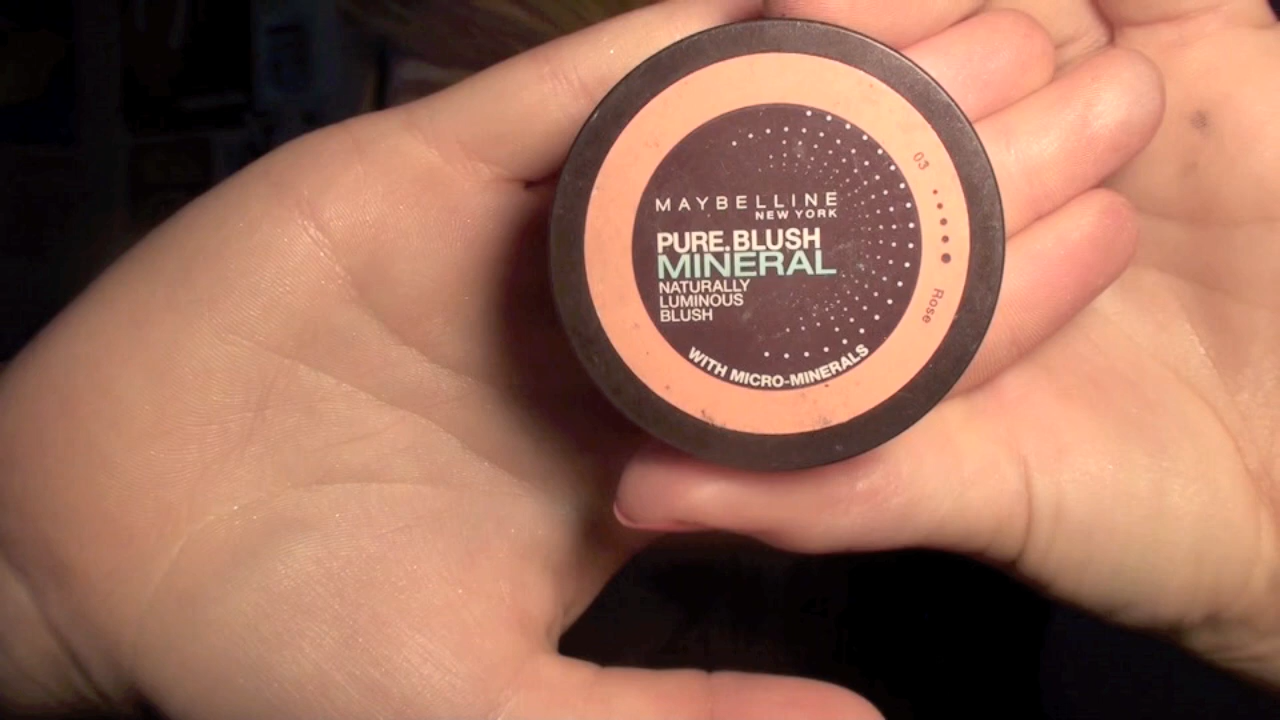 MAYBELLINE
NEW YORK
PURE.BLUSH
MINERAL
NATURALLY
LUMINOUS
BLUSH
WITH MICRO-MINERALS
03
Rose